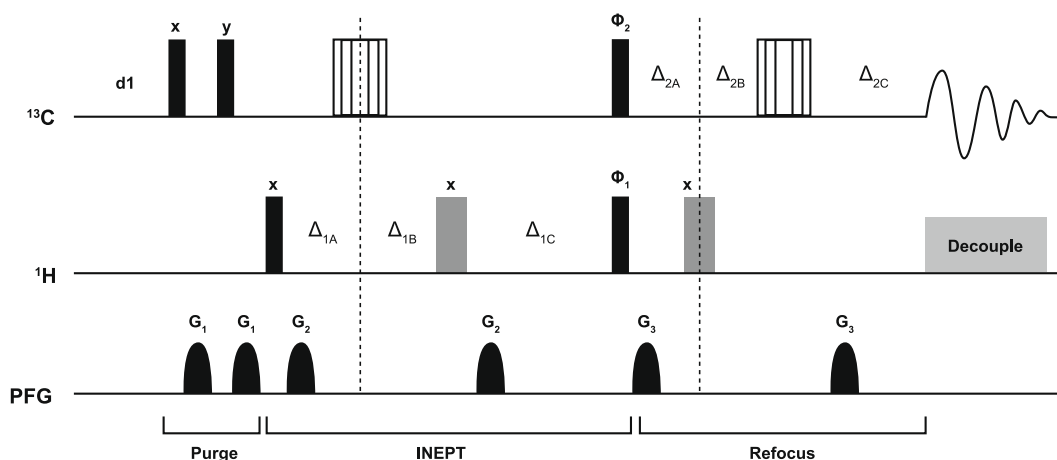 x y Φ₂
d1 Δ₂A Δ₂B Δ₂C
¹³C
x x Φ₁ x
Δ₁A Δ₁B Δ₁C
Decouple
¹H
G₁ G₁ G₂ G₂ G₃ G₃
PFG
Purge INEPT Refocus